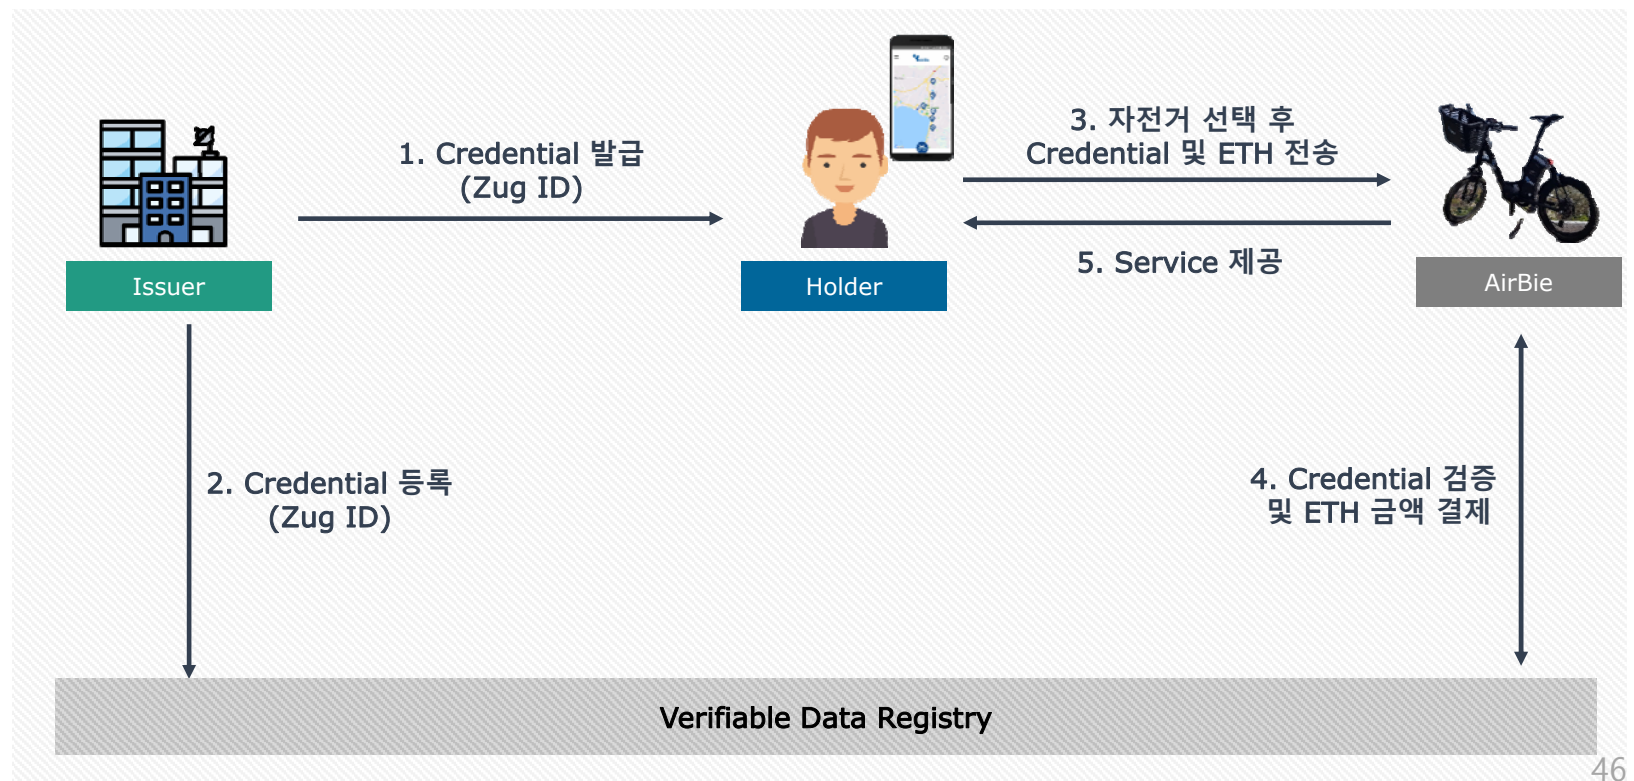 3. 자전거 선택 후
Credential 및 ETH 전송
1. Credential 발급
(Zug ID)
5. Service 제공
Issuer
Holder
AirBie
2. Credential 등록
(Zug ID)
4. Credential 검증
및 ETH 금액 결제
Verifiable Data Registry
46